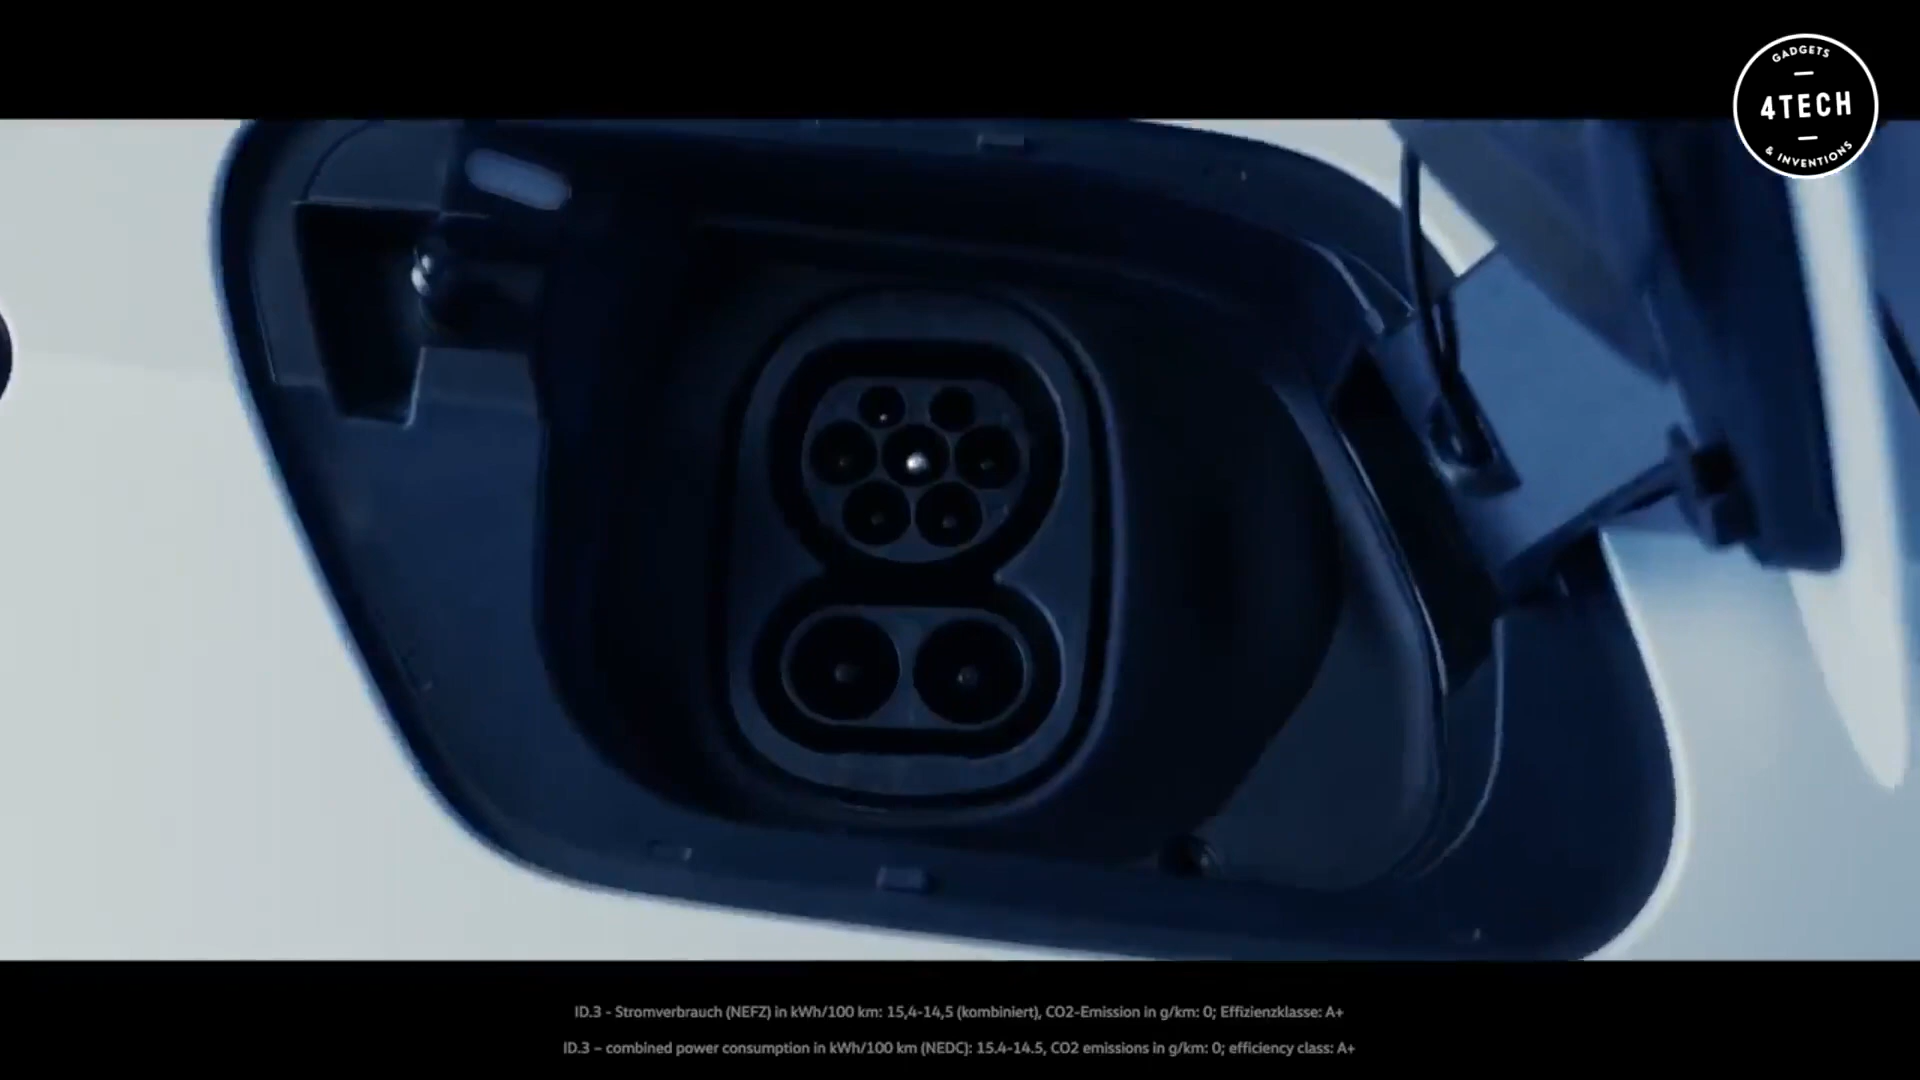 GADGETS
4TECH
& INVENTIONS
ID.3 - Stromverbrauch (NEFZ) in kWh/100 km: 15,4-14,5 (kombiniert), CO2-Emission in g/km: 0; Effizienzklasse: A+
ID.3 – combined power consumption in kWh/100 km (NEDC): 15.4-14.5, CO2 emissions in g/km: 0; efficiency class: A+